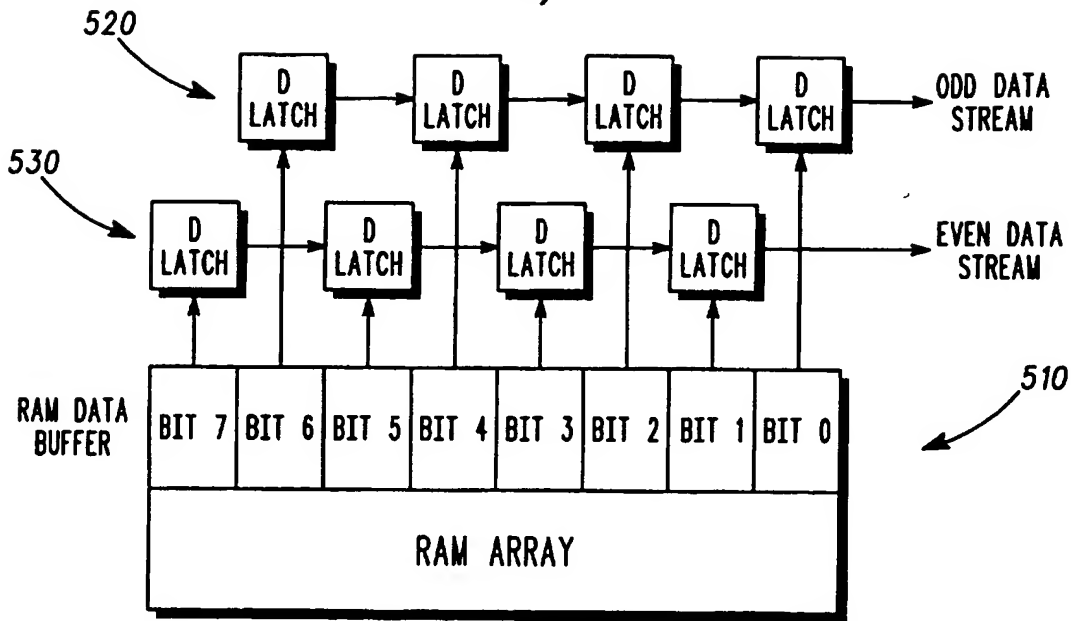 520
D
LATCH
D
LATCH
D
LATCH
D
LATCH
ODD DATA
STREAM
530
D
LATCH
D
LATCH
D
LATCH
D
LATCH
EVEN DATA
STREAM
510
RAM DATA
BUFFER
BIT 7
BIT 6
BIT 5
BIT 4
BIT 3
BIT 2
BIT 1
BIT 0
RAM ARRAY